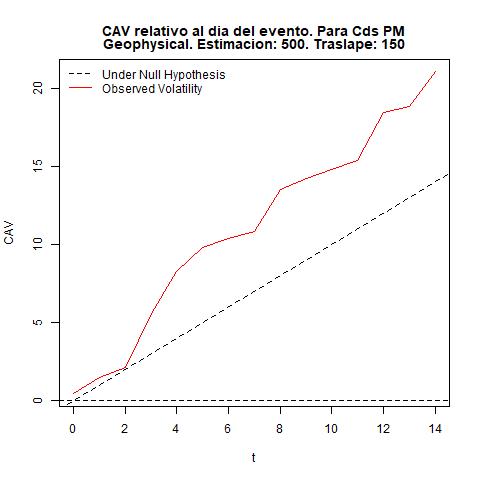 CAV relativo al dia del evento. Para Cds PM
Geophysical. Estimacion: 500. Traslape: 150
Under Null Hypothesis
Observed Volatility
20
15
10
5
0
CAV
0 2 4 6 8 10 12 14
t